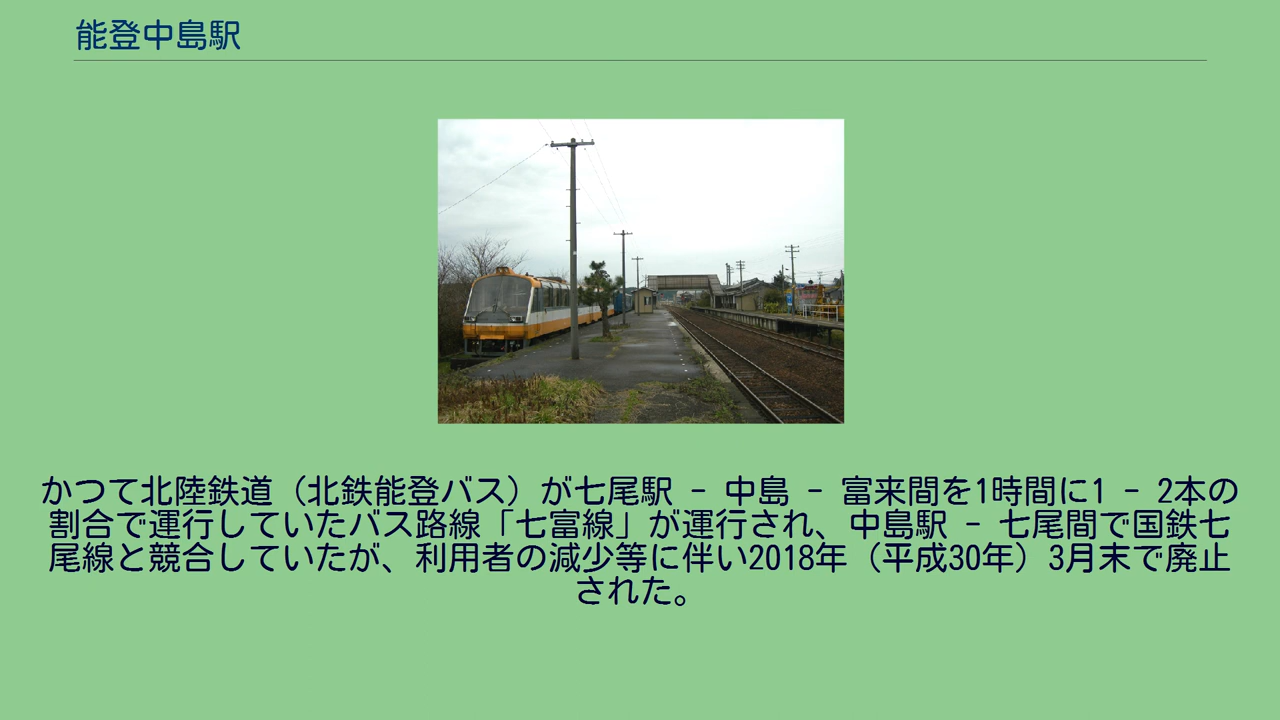 能登中島駅
かつて北陸鉄道（北鉄能登バス）が七尾駅 - 中島 - 富来間を1時間に1 - 2本の
割合で運行していたバス路線「七富線」が運行され、中島駅 - 七尾間で国鉄七
尾線と競合していたが、利用者の減少等に伴い2018年（平成30年）3月末で廃止
された。